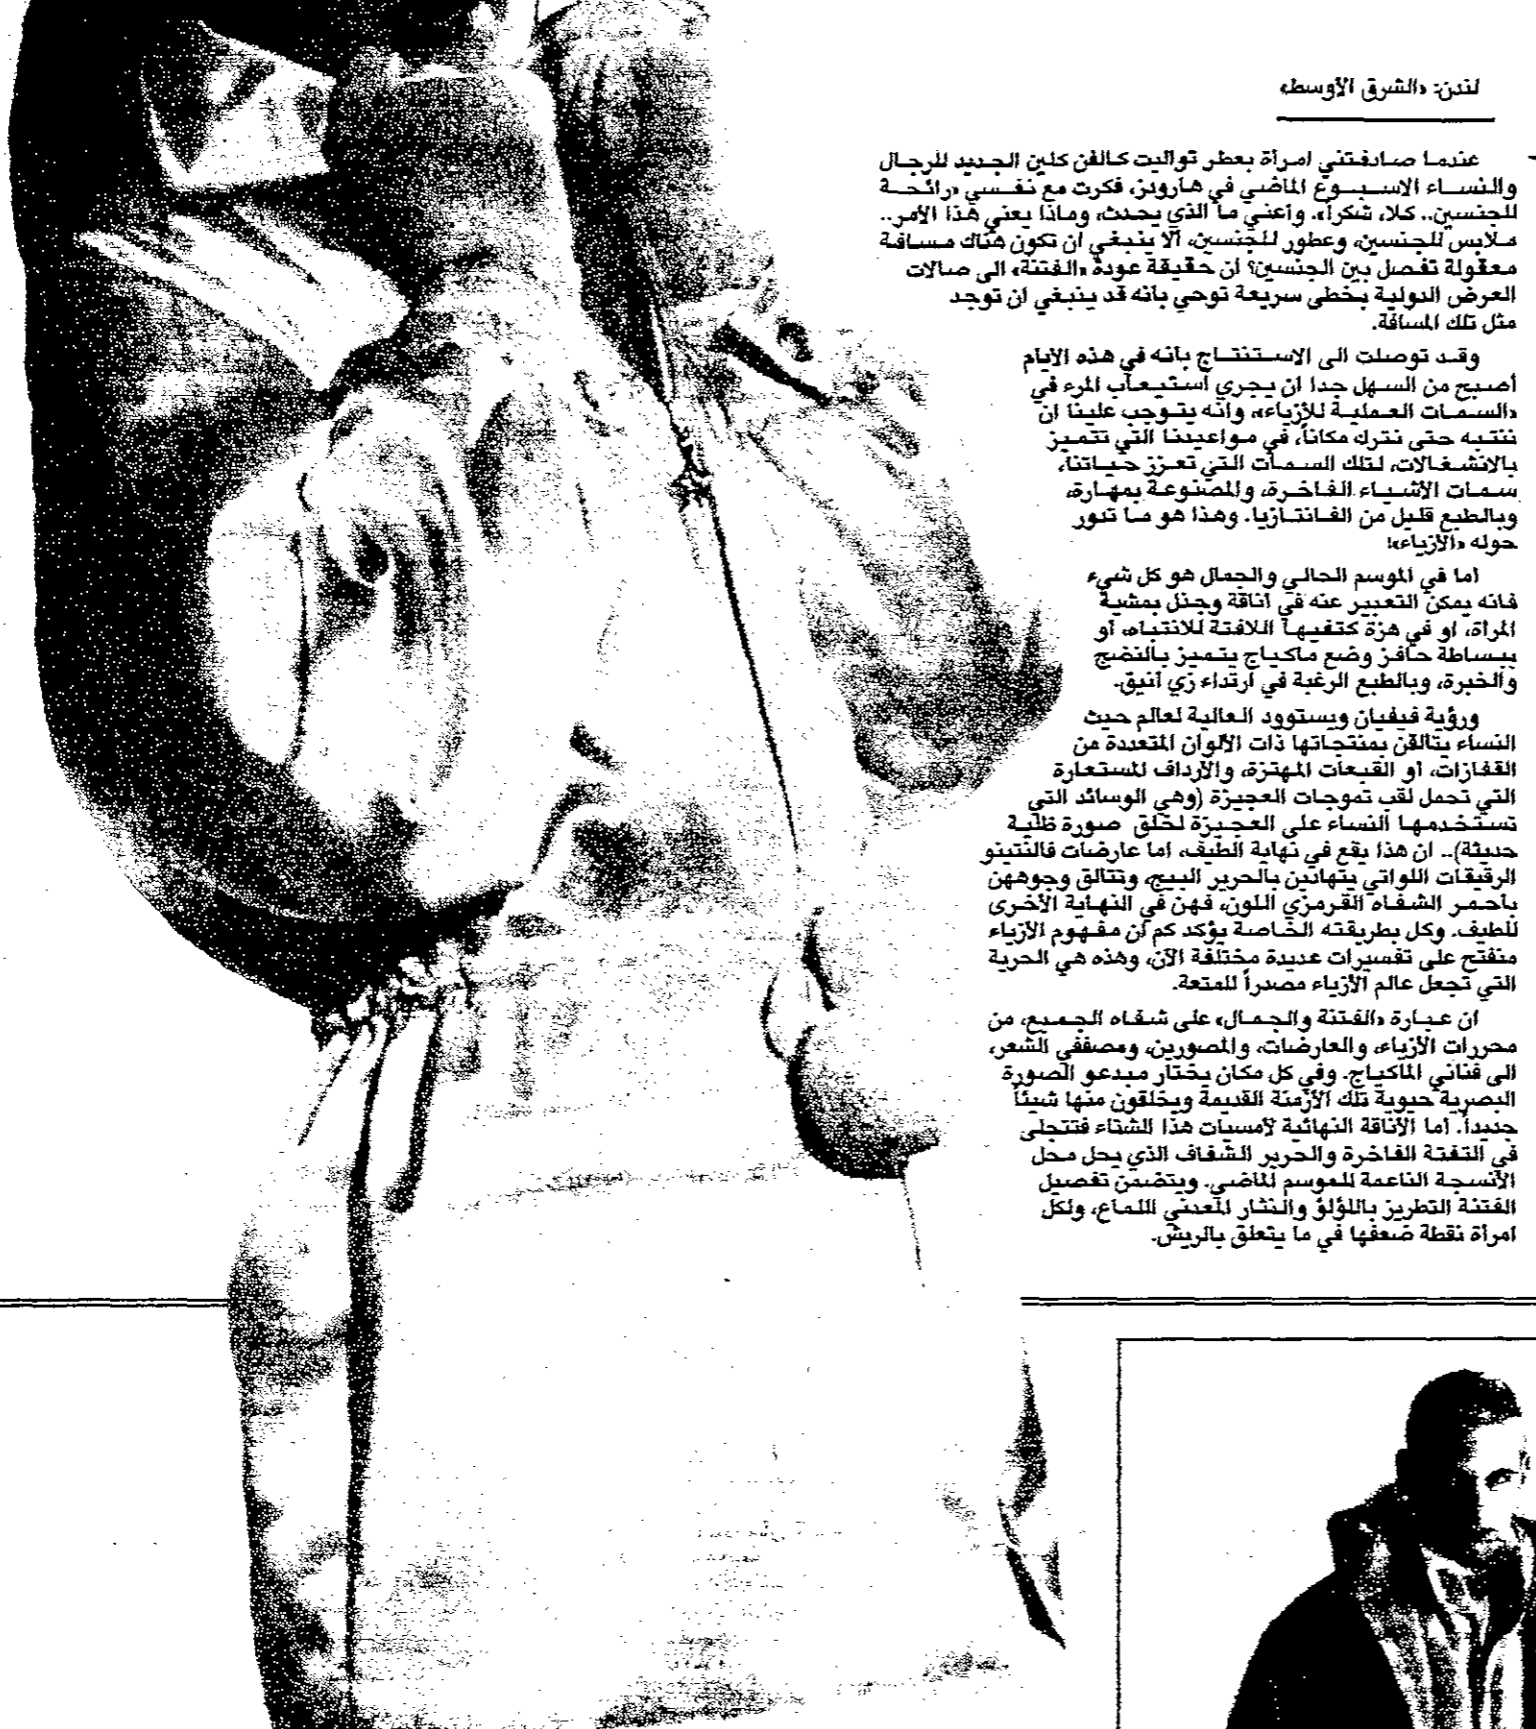 لندن: «الشرق الأوسط»
عندما صادفتني امرأة بعطر تواليت كالفن كلين الجديد للرجال
والنساء الاسبوع الماضي في هارودز، فكرت مع نفسي «رائحة
للجنسين.. كلا، شكراً». وأعني ما الذي يحدث، وماذا يعني هذا الأمر..
ملابس للجنسين، وعطور للجنسين، ألا ينبغي ان تكون هناك مسافة
معقولة تفصل بين الجنسين؟ ان حقيقة عودة «الفتنة» الى صالات
العرض الدولية بخطى سريعة توحي بأنه قد ينبغي ان توجد
مثل تلك المسافة.
وقد توصلت الى الاستنتاج بأنه في هذه الايام
أصبح من السهل جدا ان يجري استيعاب المرء في
«السمات العملية للأزياء»، وانه يتوجب علينا ان
ننتبه حتى نترك مكاناً، في مواعيدنا التي تتميز
بالانشغالات، لتلك السمات التي تعزز حياتنا،
سمات الأشياء الفاخرة، والمصنوعة بمهارة،
وبالطبع قليل من الفانتازيا. وهذا هو ما تدور
حوله «الأزياء»!
أما في الموسم الحالي والجمال هو كل شيء
فانه يمكن التعبير عنه في اناقة وجذل بمشية
المرأة، او في هزة كتفيها اللافتة للانتباه، أو
ببساطة حافز وضع ماكياج يتميز بالنضج
والخبرة، وبالطبع الرغبة في ارتداء زي أنيق.
ورؤية فيفيان ويستوود العالية لعالم حيث
النساء يتألقن بمنتجاتها ذات الألوان المتعددة من
القفازات، أو القبعات المهتزة، والأرداف المستعارة
التي تحمل لقب تموجات العجيزة (وهي الوسائد التي
تستخدمها النساء على العجيزة لخلق صورة ظلية
حديثة).. ان هذا يقع في نهاية الطيف، اما عارضات فالنتينو
الرقيقات اللواتي يتهادين بالحرير البيج، وتتألق وجوههن
بأحمر الشفاه القرمزي اللون، فهن في النهاية الأخرى
للطيف. وكل بطريقته الخاصة يؤكد كم أن مفهوم الأزياء
منفتح على تفسيرات عديدة مختلفة الآن، وهذه هي الحرية
التي تجعل عالم الأزياء مصدراً للمتعة.
ان عبارة «الفتنة والجمال» على شفاه الجميع، من
محررات الأزياء، والعارضات، والمصورين، ومصففي الشعر،
الى فناني الماكياج. وفي كل مكان يختار مبدعو الصورة
البصرية حيوية تلك الأزمنة القديمة ويخلقون منها شيئاً
جديداً. أما الأناقة النهائية لأمسيات هذا الشتاء فتتجلى
في التفتة الفاخرة والحرير الشفاف الذي يحل محل
الأنسجة الناعمة للموسم الماضي. ويتضمن تفصيل
الفتنة التطريز باللؤلؤ والنثار المعدني اللماع، ولكل
امرأة نقطة ضعفها في ما يتعلق بالريش.